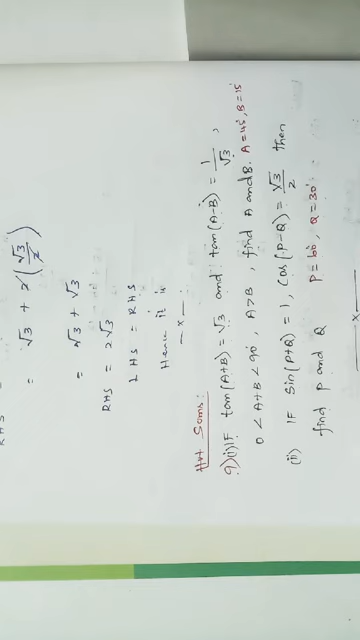 RHS =
= √3 + 2(√3/2)
= √3 + √3
RHS = 2√3
LHS = RHS
Hence it is
— x —
Sums:
9)(i) IF tan(A+B) = √3 and tan(A-B) = 1/√3,
0 < A+B < 90°, A>B, find A and B. A = 45°, B = 15°
(ii) IF Sin(P+Q) = 1, Cos(P-Q) = √3/2 then
find P and Q P = 60°, Q = 30°
— x —